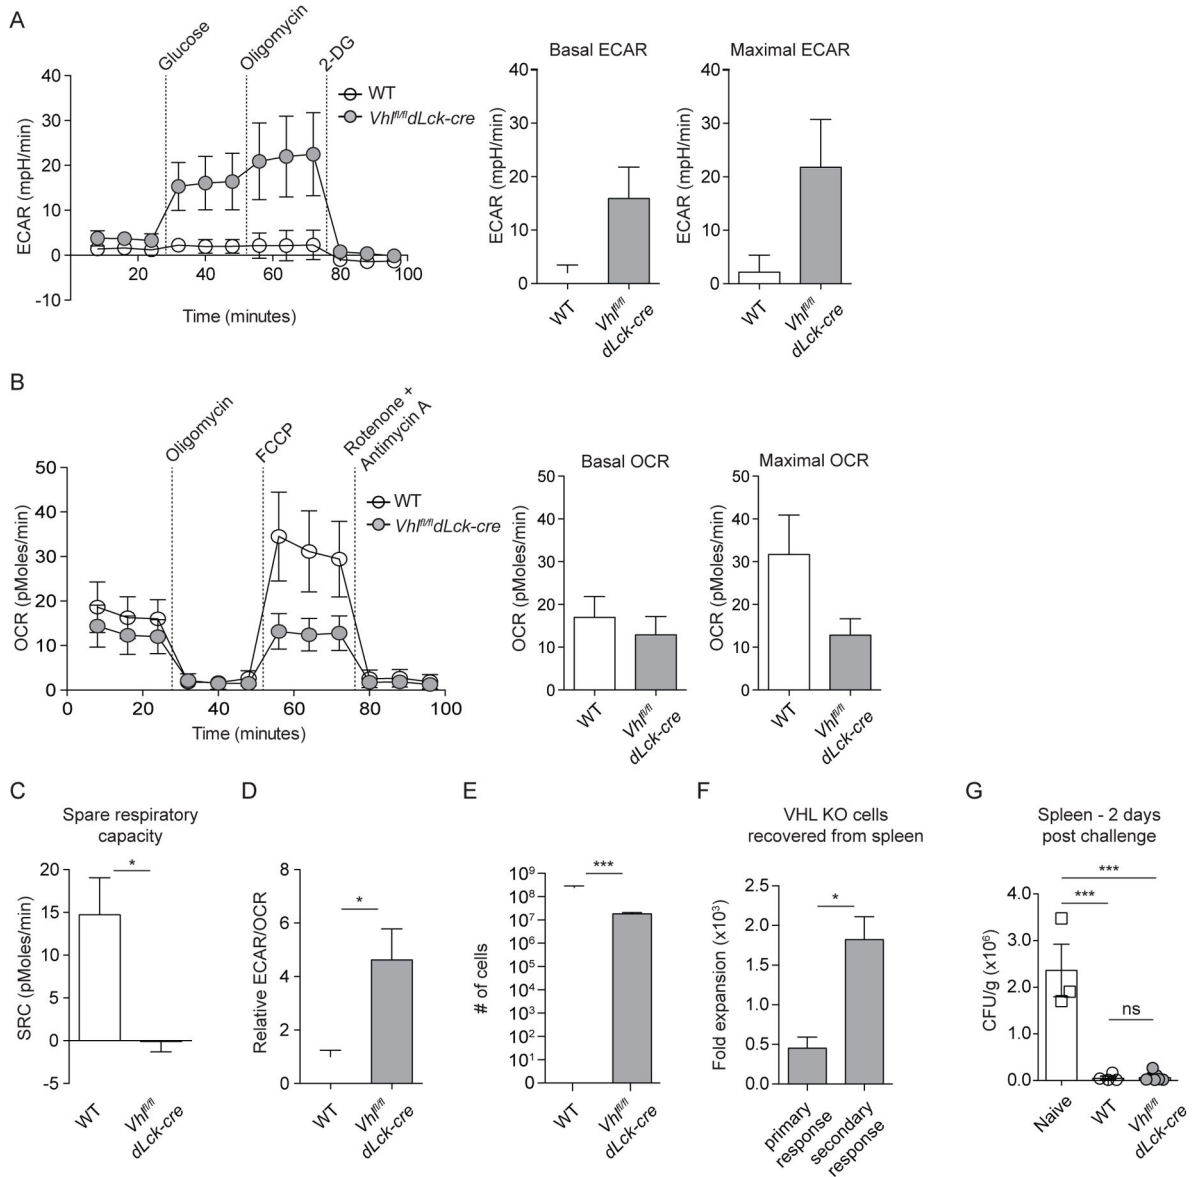 A
Glucose
Oligomycin
2-DG
WT
Vhlfl/fldLck-cre
ECAR (mpH/min)
40
30
20
10
0
-10
20
40
60
80
100
Time (minutes)
Basal ECAR
ECAR (mpH/min)
40
30
20
10
0
WT
Vhlfl/fl
dLck-cre
Maximal ECAR
ECAR (mpH/min)
40
30
20
10
0
WT
Vhlfl/fl
dLck-cre
B
Oligomycin
FCCP
Rotenone +
Antimycin A
WT
Vhlfl/fldLck-cre
OCR (pMoles/min)
50
40
30
20
10
0
0
20
40
60
80
100
Time (minutes)
Basal OCR
OCR (pMoles/min)
50
40
30
20
10
0
WT
Vhlfl/fl
dLck-cre
Maximal OCR
OCR (pMoles/min)
50
40
30
20
10
0
WT
Vhlfl/fl
dLck-cre
C
Spare respiratory
capacity
*
SRC (pMoles/min)
20
15
10
5
0
-5
WT
Vhlfl/fl
dLck-cre
D
*
Relative ECAR/OCR
8
6
4
2
0
WT
Vhlfl/fl
dLck-cre
E
***
# of cells
10⁹
10⁸
10⁷
10⁶
10⁵
10⁴
10³
10²
10¹
0
WT
Vhlfl/fl
dLck-cre
F
VHL KO cells
recovered from spleen
*
Fold expansion (x10³)
2.5
2.0
1.5
1.0
0.5
0.0
primary
response
secondary
response
G
Spleen - 2 days
post challenge
***
***
ns
CFU/g (x10⁶)
4.0
3.0
2.0
1.0
0.0
Naive
WT
Vhlfl/fl
dLck-cre